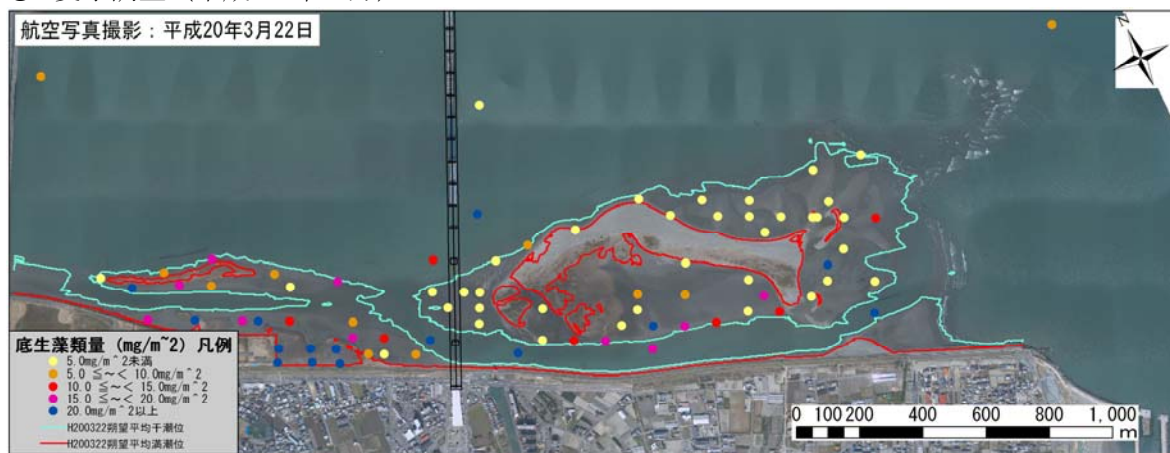 航空写真撮影：平成20年3月22日
N
底生藻類量 (mg/m~2) 凡例
5.0mg/m^2未満
5.0 ≦～< 10.0mg/m^2
10.0 ≦～< 15.0mg/m^2
15.0 ≦～< 20.0mg/m^2
20.0mg/m^2以上
H200322朔望平均干潮位
H200322朔望平均満潮位
0 100 200 400 600 800 1,000
m